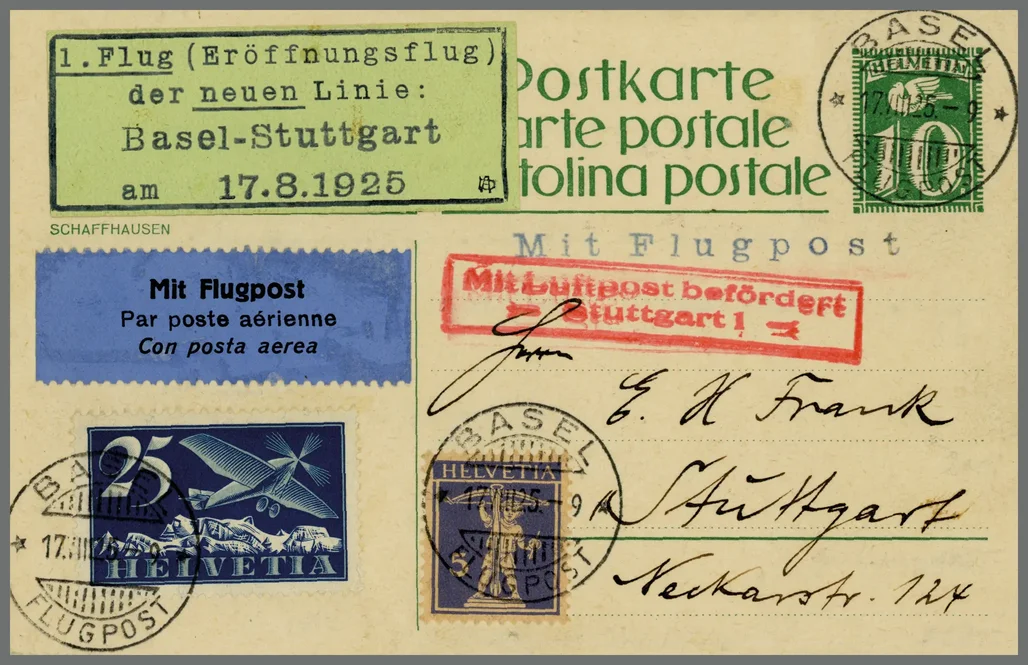 1.Flug (Eröffnungsflug)
der neuen Linie:
Basel-Stuttgart
am 17.8.1925
Postkarte
arte postale
tolina postale
SCHAFFHAUSEN
BASEL
HELVETIA
17.VIII.25.-9
10
FLUGPOST
Mit Flugpost
Mit Flugpost
Par poste aérienne
Con posta aerea
Mit Luftpost befördert
Stuttgart 1
Herrn
E. H Frank
Stuttgart
Neckarstr. 124
25
HELVETIA
BASEL
17.VIII.25.-9
FLUGPOST
HELVETIA
5
BASEL
17.VIII.25.-9
FLUGPOST